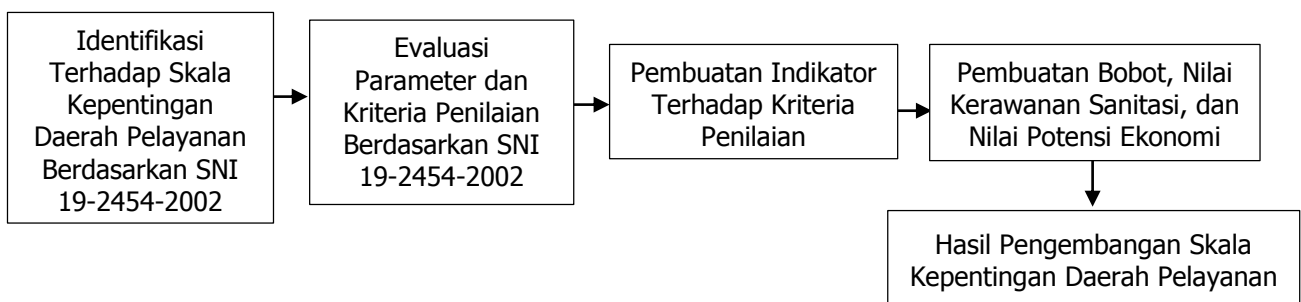 Identifikasi
Terhadap Skala
Kepentingan
Daerah Pelayanan
Berdasarkan SNI
19-2454-2002
Evaluasi
Parameter dan
Kriteria Penilaian
Berdasarkan SNI
19-2454-2002
Pembuatan Indikator
Terhadap Kriteria
Penilaian
Pembuatan Bobot, Nilai
Kerawanan Sanitasi, dan
Nilai Potensi Ekonomi
Hasil Pengembangan Skala
Kepentingan Daerah Pelayanan